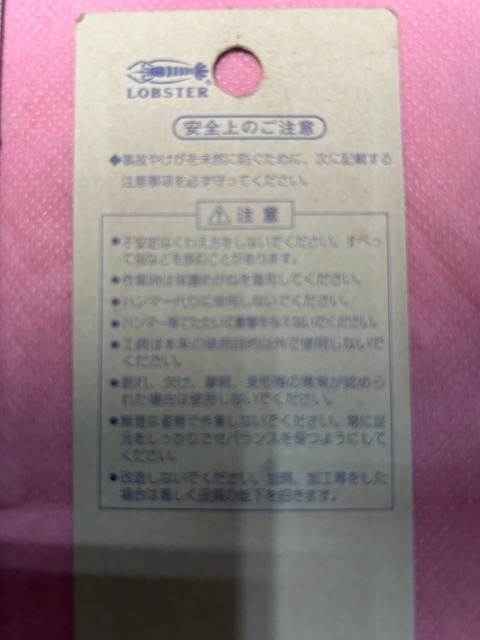 LOBSTER®
安全上のご注意
◆事故やけがを未然に防ぐために、次に記載する
注意事項を必ず守ってください。
⚠ 注意
●不安定なくわえ方をしないでください。すべっ
て指などを挟むことがあります。
●作業時は保護めがねを着用してください。
●ハンマー代りに使用しないでください。
●ハンマー等でたたいて衝撃を与えないでください。
●工具は本来の使用目的以外で使用しないで
ください。
●割れ、欠け、摩耗、変形等の異常が認めら
れた場合は使用しないでください。
●無理な姿勢で作業しないでください。常に足
元をしっかりさせバランスを保つようにして
ください。
●改造しないでください。加熱、加工等をした
場合は著しく品質の低下を招きます。